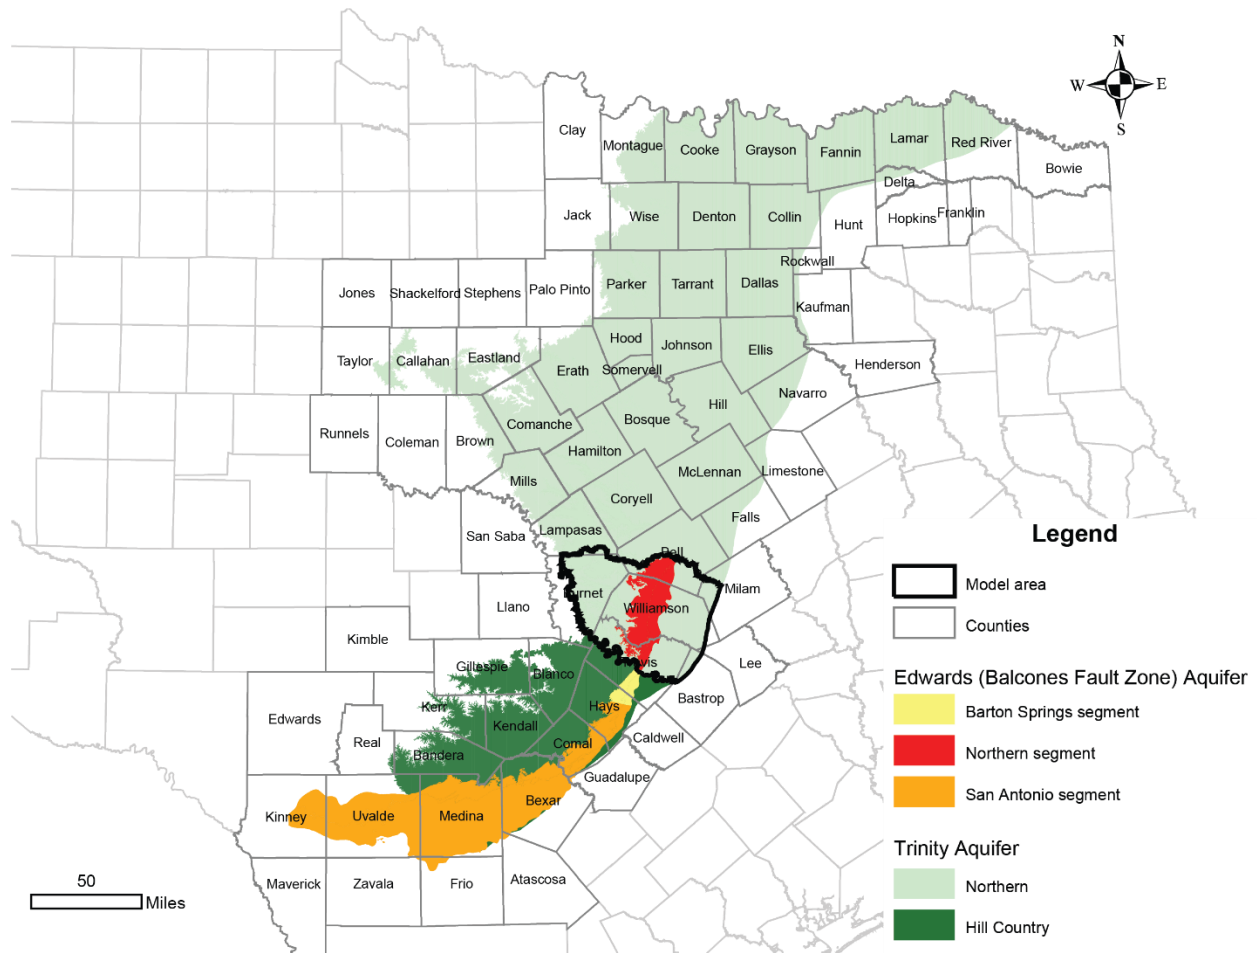 N
W
E
S
Clay
Montague
Cooke
Grayson
Fannin
Lamar
Red River
Bowie
Delta
Jack
Wise
Denton
Collin
Hunt
Hopkins
Franklin
Rockwall
Jones
Shackelford
Stephens
Palo Pinto
Parker
Tarrant
Dallas
Kaufman
Taylor
Callahan
Eastland
Hood
Johnson
Ellis
Erath
Somervell
Henderson
Navarro
Hill
Bosque
Comanche
Runnels
Coleman
Brown
Hamilton
McLennan
Limestone
Mills
Coryell
Falls
Lampasas
San Saba
Bell
Milam
Burnet
Williamson
Llano
Kimble
Travis
Lee
Gillespie
Blanco
Bastrop
Kerr
Hays
Edwards
Kendall
Real
Comal
Caldwell
Bandera
Guadalupe
Bexar
Kinney
Uvalde
Medina
Maverick
Zavala
Frio
Atascosa
50
Miles
Legend
Model area
Counties
Edwards (Balcones Fault Zone) Aquifer
Barton Springs segment
Northern segment
San Antonio segment
Trinity Aquifer
Northern
Hill Country